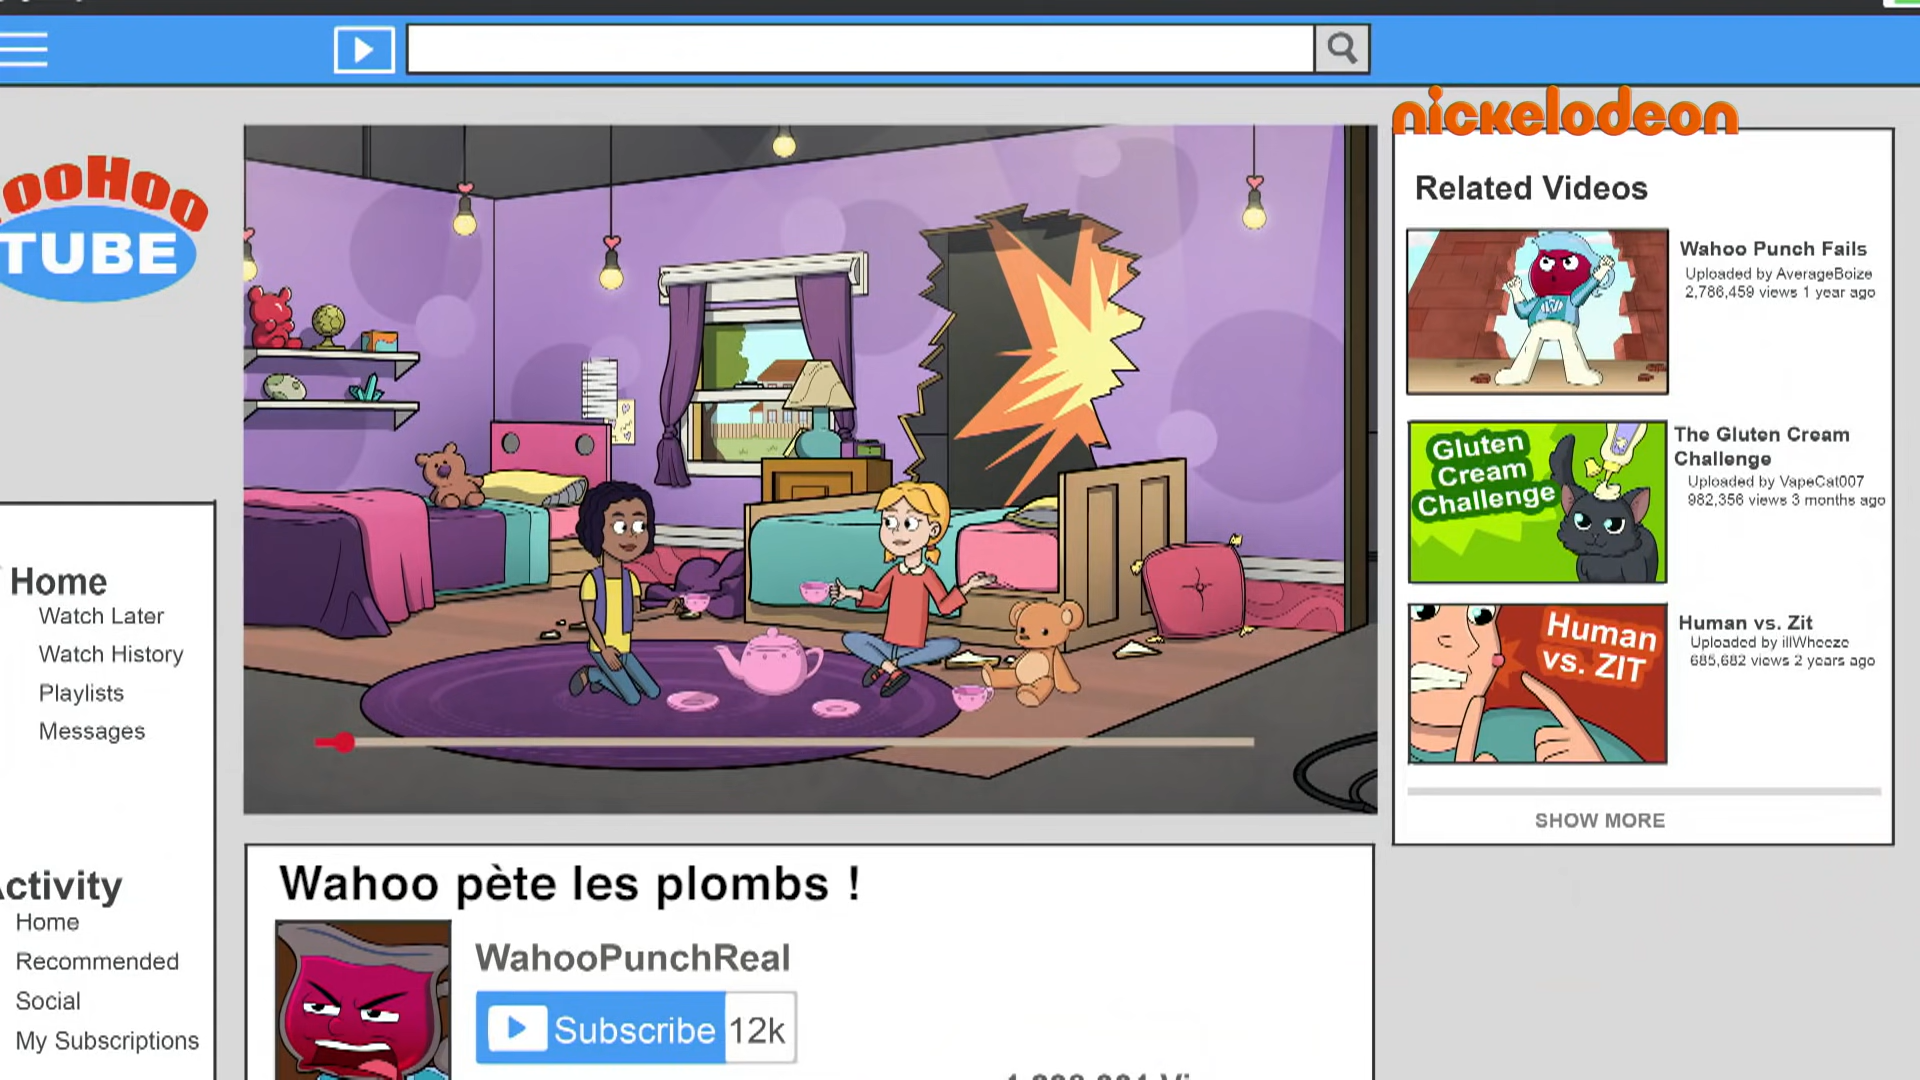 nickelodeon
OOHOO
TUBE
Related Videos
Wahoo Punch Fails
Uploaded by AverageBoize
2,786,459 views 1 year ago
W
Gluten
Cream
Challenge
The Gluten Cream
Challenge
Uploaded by VapeCat007
982,356 views 3 months ago
Human
vs. ZIT
Human vs. Zit
Uploaded by illWheeze
685,682 views 2 years ago
SHOW MORE
Home
Watch Later
Watch History
Playlists
Messages
ctivity
Home
Recommended
Social
My Subscriptions
Wahoo pète les plombs !
WahooPunchReal
Subscribe 12k